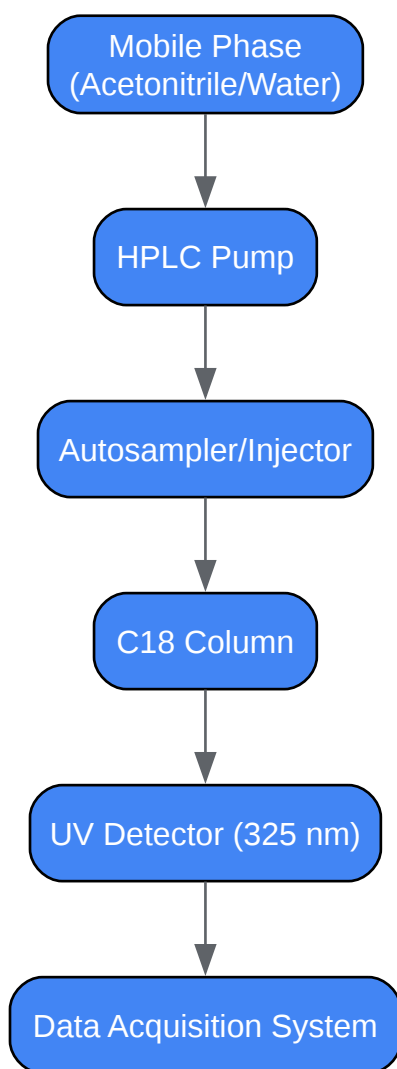 Mobile Phase
(Acetonitrile/Water)
HPLC Pump
Autosampler/Injector
C18 Column
UV Detector (325 nm)
Data Acquisition System